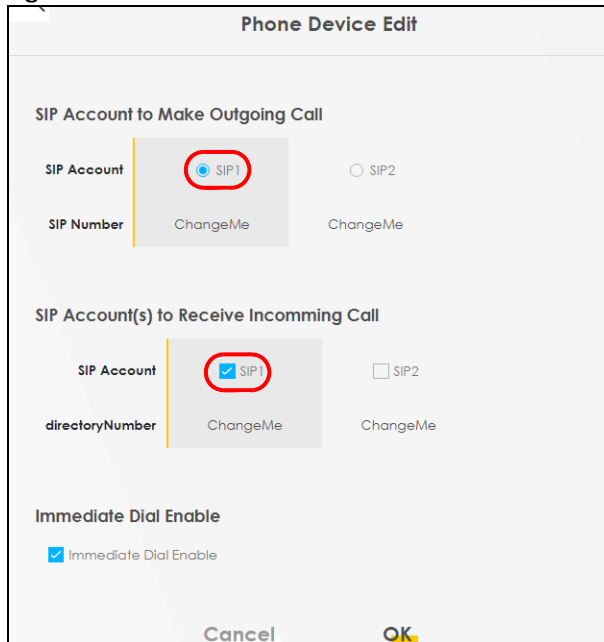 Phone Device Edit
SIP Account to Make Outgoing Call
SIP Account SIP1 SIP2
SIP Number ChangeMe ChangeMe
SIP Account(s) to Receive Incomming Call
SIP Account SIP1 SIP2
directoryNumber ChangeMe ChangeMe
Immediate Dial Enable
Immediate Dial Enable
Cancel OK